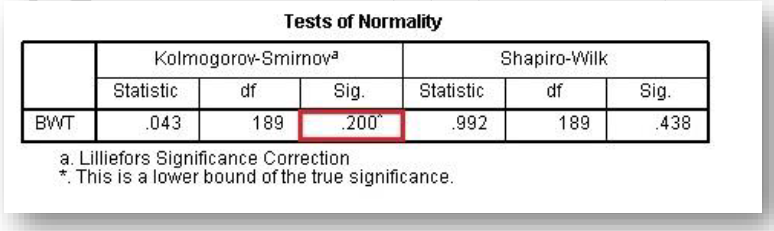 Tests of Normality
Kolmogorov-Smirnovᵃ Shapiro-Wilk
Statistic df Sig. Statistic df Sig.
BWT .043 189 .200* .992 189 .438
a. Lilliefors Significance Correction
*. This is a lower bound of the true significance.